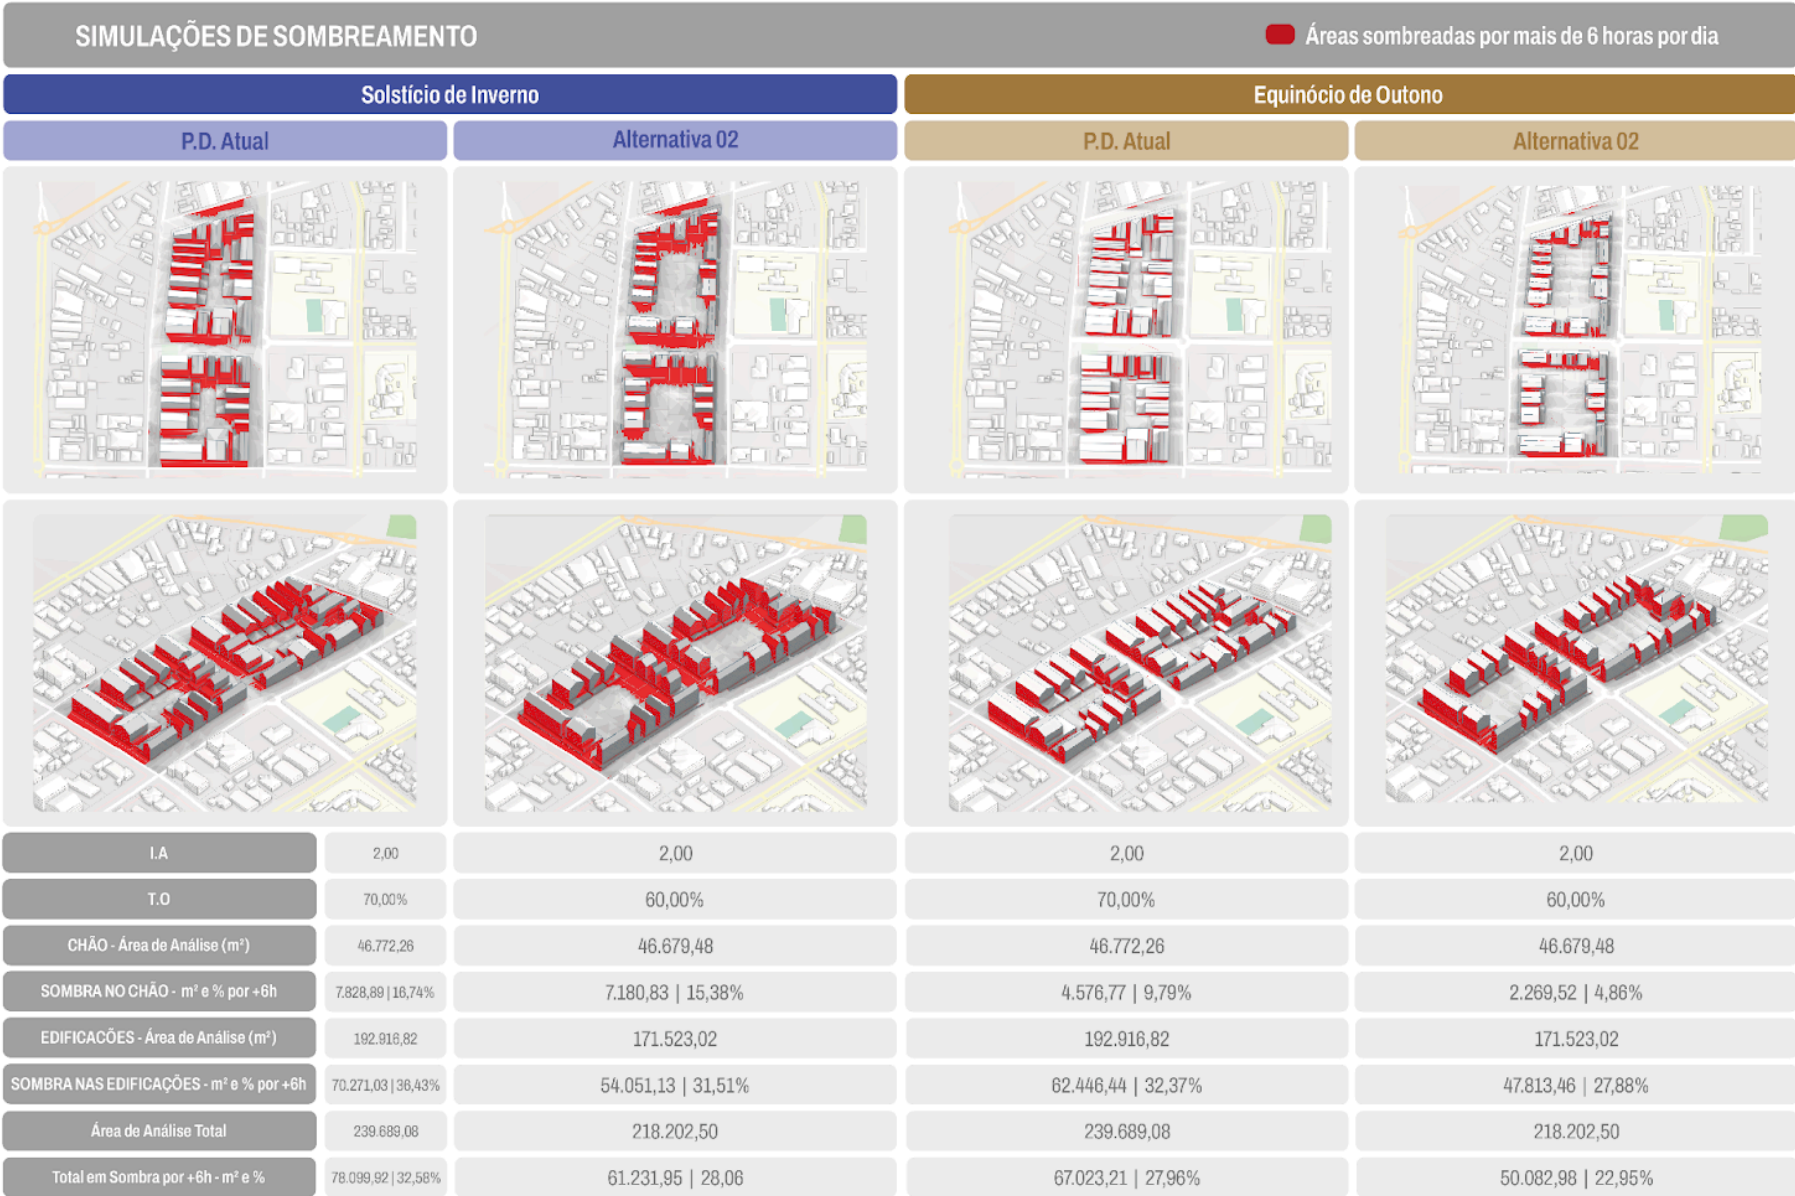 SIMULAÇÕES DE SOMBREAMENTO
Áreas sombreadas por mais de 6 horas por dia
Solstício de Inverno
Equinócio de Outono
P.D. Atual
Alternativa 02
P.D. Atual
Alternativa 02
I.A 2,00 2,00 2,00 2,00
T.O 70,00% 60,00% 70,00% 60,00%
CHÃO - Área de Análise (m²) 46.772,26 46.679,48 46.772,26 46.679,48
SOMBRA NO CHÃO - m² e % por +6h 7.828,89 | 16,74% 7.180,83 | 15,38% 4.576,77 | 9,79% 2.269,52 | 4,86%
EDIFICACÕES - Área de Análise (m²) 192.916,82 171.523,02 192.916,82 171.523,02
SOMBRA NAS EDIFICAÇÕES - m² e % por +6h 70.271,03 | 36,43% 54.051,13 | 31,51% 62.446,44 | 32,37% 47.813,46 | 27,88%
Área de Análise Total 239.689,08 218.202,50 239.689,08 218.202,50
Total em Sombra por +6h - m² e % 78.099,92 | 32,58% 61.231,95 | 28,06 67.023,21 | 27,96% 50.082,98 | 22,95%